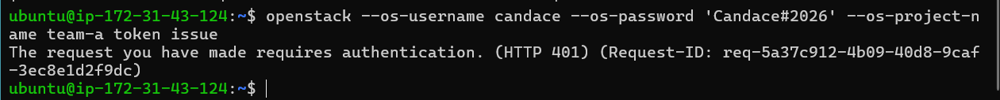 ubuntu@ip-172-31-43-124:~$ openstack --os-username candace --os-password 'Candace#2026' --os-project-n
ame team-a token issue
The request you have made requires authentication. (HTTP 401) (Request-ID: req-5a37c912-4b09-40d8-9caf
-3ec8e1d2f9dc)
ubuntu@ip-172-31-43-124:~$